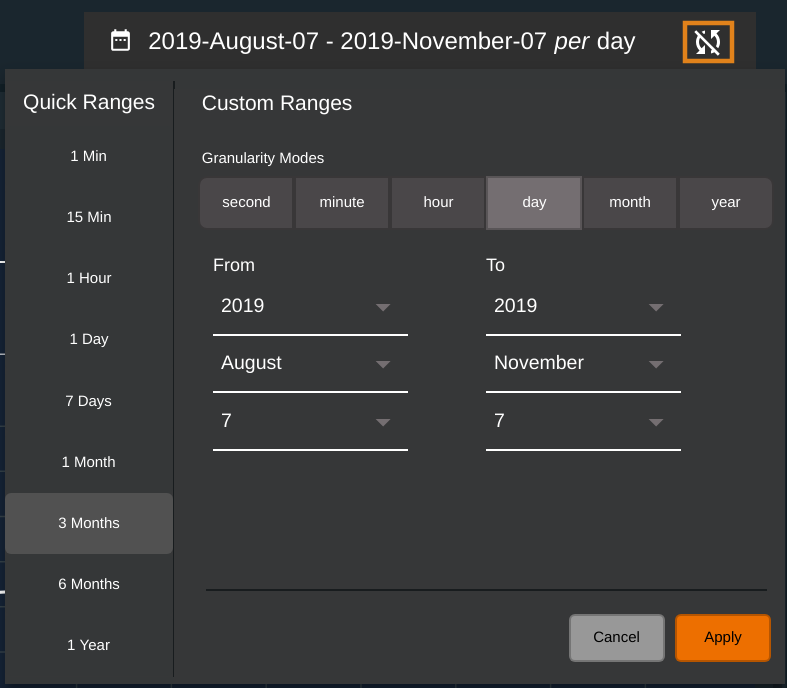 2019-August-07 - 2019-November-07 per day
Quick Ranges
1 Min
15 Min
1 Hour
1 Day
7 Days
1 Month
3 Months
6 Months
1 Year
Custom Ranges
Granularity Modes
second minute hour day month year
From To
2019 2019
August November
7 7
Cancel Apply